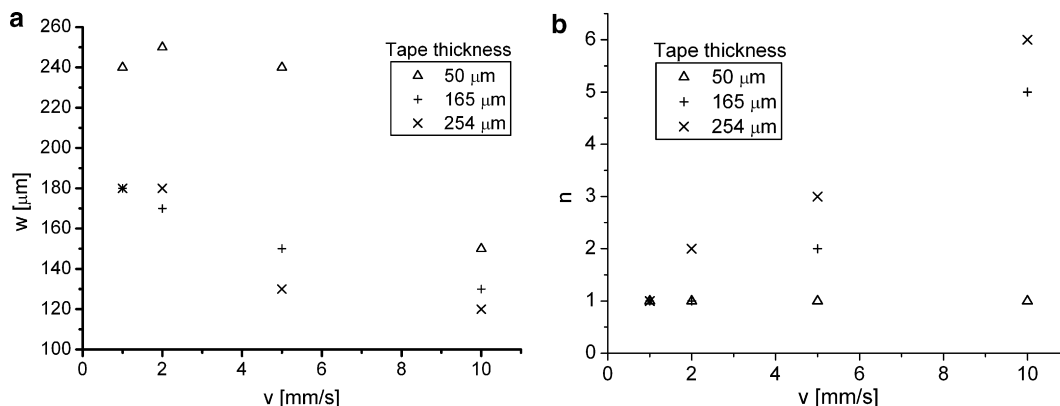 a
260
240
220
200
180
160
140
120
100
w [μm]
0 2 4 6 8 10
v [mm/s]
Tape thickness
50 μm
165 μm
254 μm
b
6
5
4
3
2
1
0
n
0 2 4 6 8 10
v [mm/s]
Tape thickness
50 μm
165 μm
254 μm